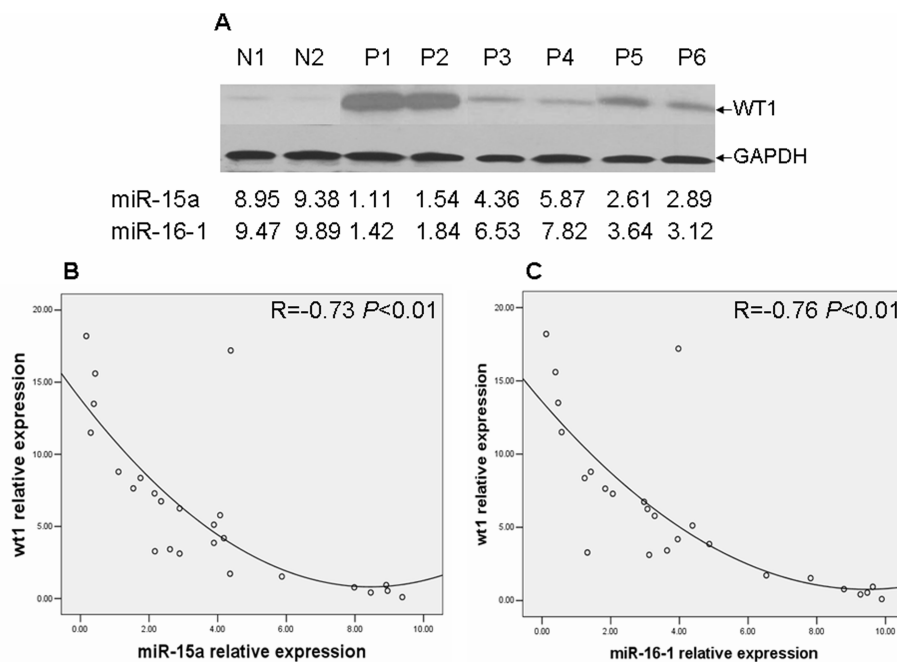 A
N1 N2 P1 P2 P3 P4 P5 P6
WT1
GAPDH
miR-15a 8.95 9.38 1.11 1.54 4.36 5.87 2.61 2.89
miR-16-1 9.47 9.89 1.42 1.84 6.53 7.82 3.64 3.12
B
R=-0.73 P<0.01
wt1 relative expression
20.00
15.00
10.00
5.00
0.00
0.00 2.00 4.00 6.00 8.00 10.00
miR-15a relative expression
C
R=-0.76 P<0.01
wt1 relative expression
20.00
15.00
10.00
5.00
0.00
0.00 2.00 4.00 6.00 8.00 10.00
miR-16-1 relative expression